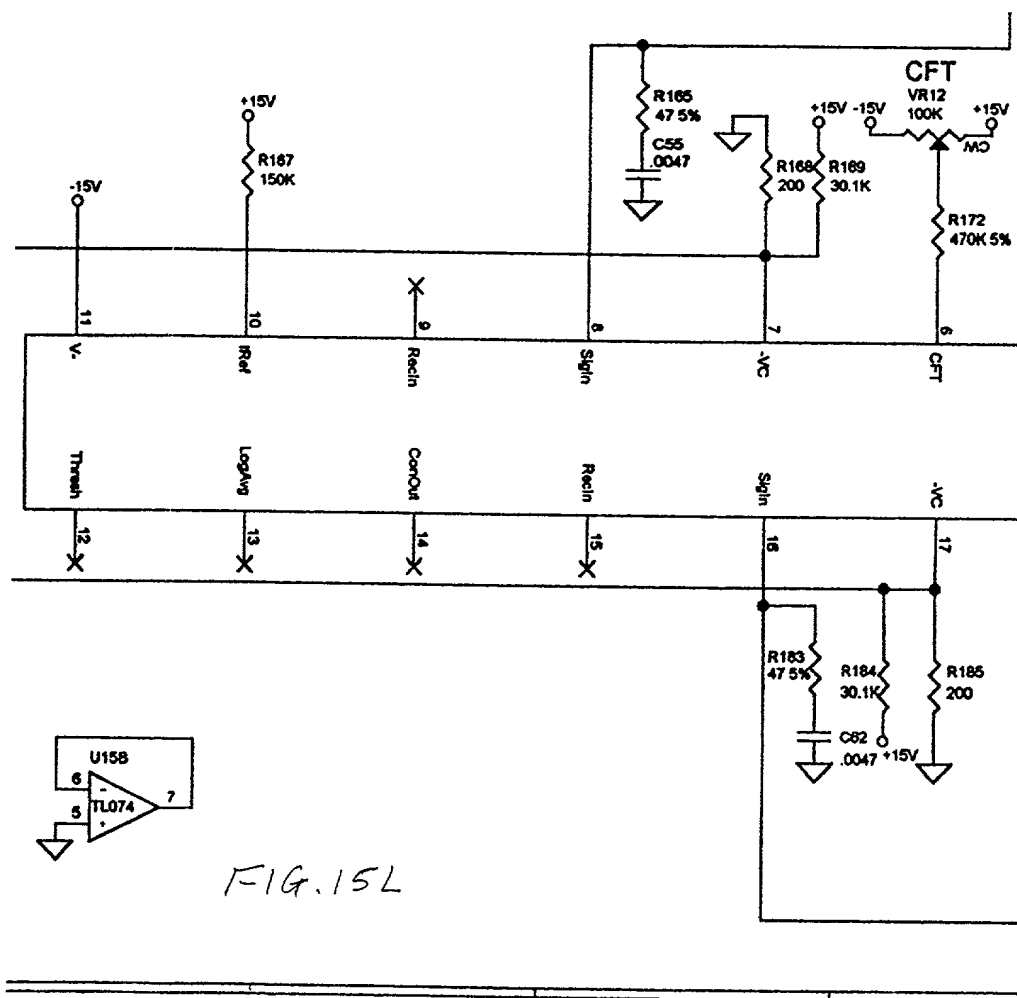 CFT
VR12
100K
-15V
+15V
CW
+15V
R165
47 5%
C55
.0047
R168
200
+15V
R169
30.1K
R167
150K
-15V
R172
470K 5%
11
10
9
8
7
6
V-
IRef
RecIn
SigIn
-VC
CFT
Thresh
LogAvg
ConOut
RecIn
SigIn
-VC
12
13
14
15
16
17
R183
47 5%
R184
30.1K
R185
200
C62
.0047
+15V
U15B
6
-
TL074
7
5
+
FIG. 15L